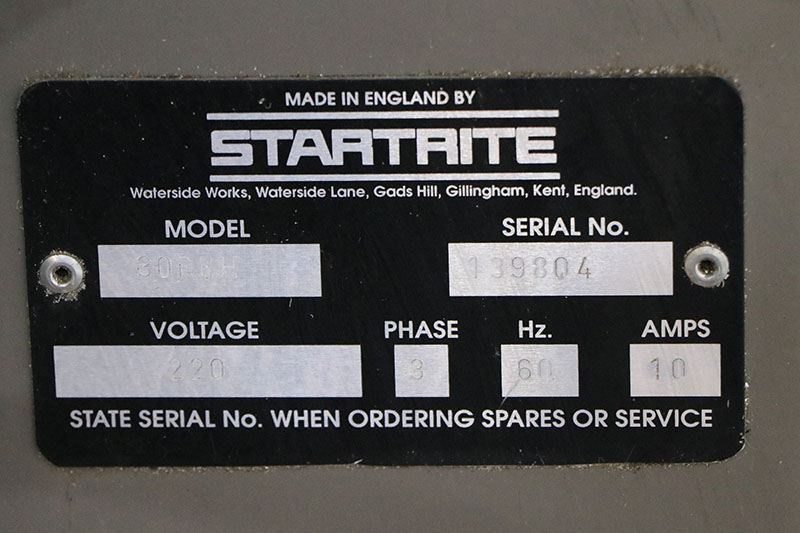 MADE IN ENGLAND BY
STARTRITE
Waterside Works, Waterside Lane, Gads Hill, Gillingham, Kent, England.
MODEL SERIAL No.
139804
VOLTAGE PHASE Hz. AMPS
220 3 60 10
STATE SERIAL No. WHEN ORDERING SPARES OR SERVICE